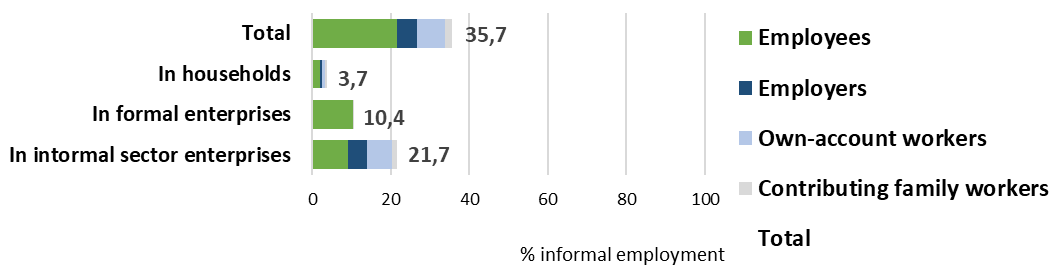 Total
35,7
In households
3,7
In formal enterprises
10,4
In intormal sector enterprises
21,7
0
20
40
60
80
100
% informal employment
Employees
Employers
Own-account workers
Contributing family workers
Total